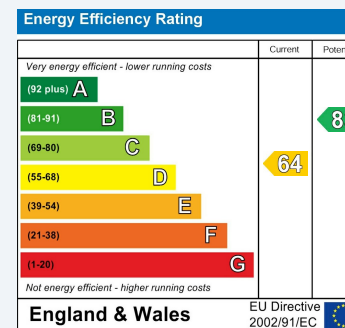 Energy Efficiency Rating
Current
Very energy efficient - lower running costs
(92 plus) A
(81-91) B
(69-80) C
(55-68) D
64
(39-54) E
(21-38) F
(1-20) G
Not energy efficient - higher running costs
England & Wales
EU Directive
2002/91/EC